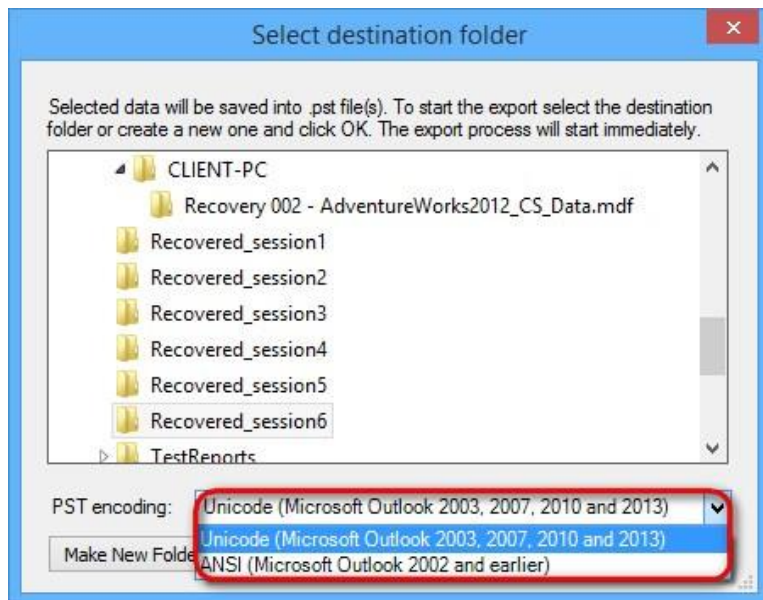 Select destination folder
Selected data will be saved into .pst file(s). To start the export select the destination
folder or create a new one and click OK. The export process will start immediately.
CLIENT-PC
Recovery 002 - AdventureWorks2012_CS_Data.mdf
Recovered_session1
Recovered_session2
Recovered_session3
Recovered_session4
Recovered_session5
Recovered_session6
TestReports
PST encoding: Unicode (Microsoft Outlook 2003, 2007, 2010 and 2013)
Unicode (Microsoft Outlook 2003, 2007, 2010 and 2013)
Make New Folde
ANSI (Microsoft Outlook 2002 and earlier)